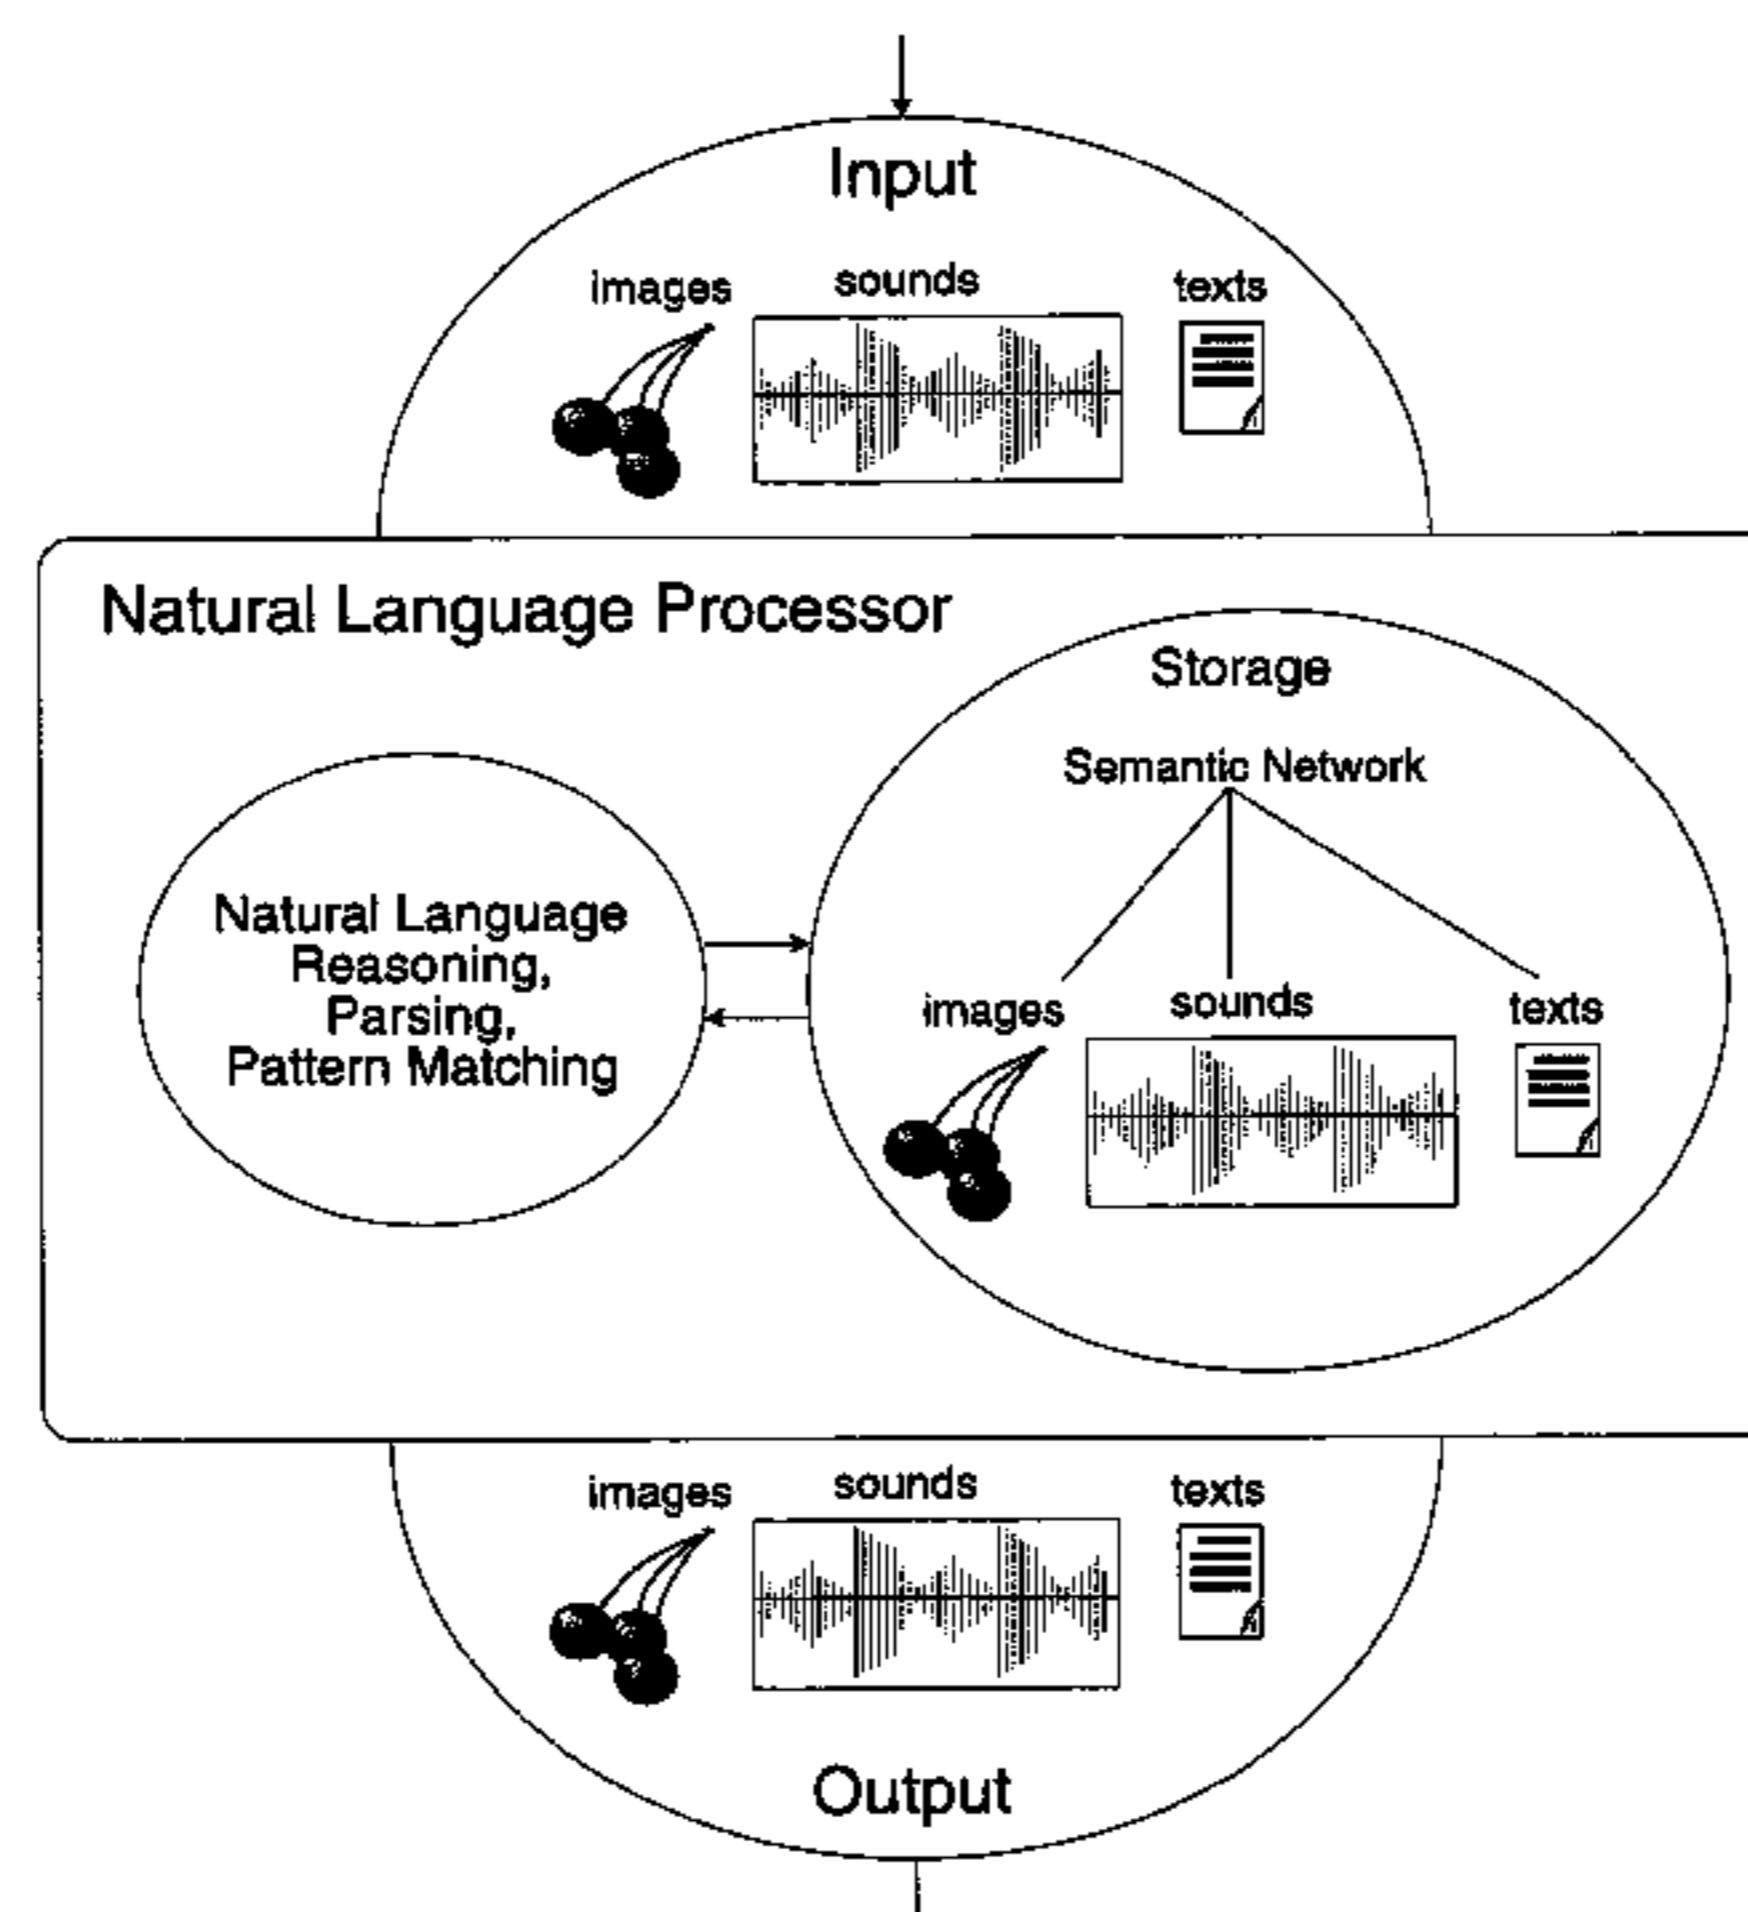 Input
images
sounds
texts
Natural Language Processor
Storage
Semantic Network
Natural Language
Reasoning,
Parsing,
Pattern Matching
images
sounds
texts
images
sounds
texts
Output